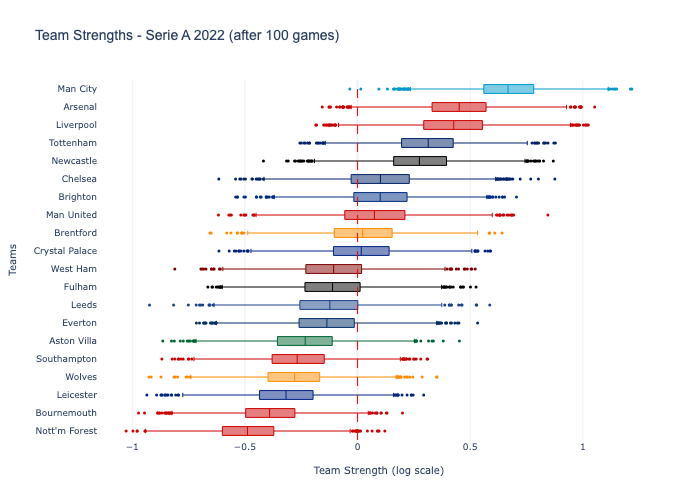 Team Strengths - Serie A 2022 (after 100 games)
Teams
Man City
Arsenal
Liverpool
Tottenham
Newcastle
Chelsea
Brighton
Man United
Brentford
Crystal Palace
West Ham
Fulham
Leeds
Everton
Aston Villa
Southampton
Wolves
Leicester
Bournemouth
Nott'm Forest
−1 −0.5 0 0.5 1
Team Strength (log scale)